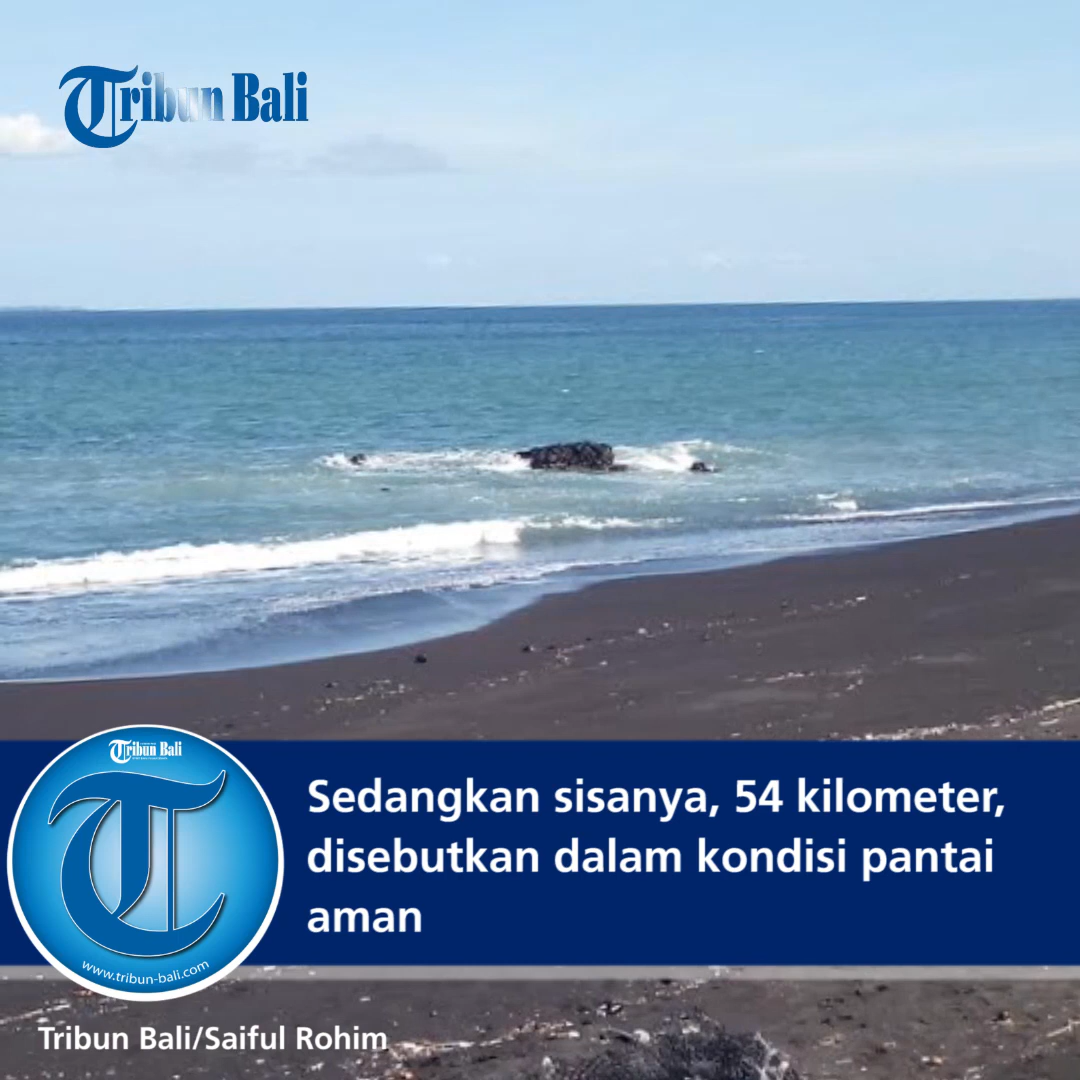 Tribun Bali
Tribun Bali
Sedangkan sisanya, 54 kilometer,
disebutkan dalam kondisi pantai
aman
www.tribun-bali.com
Tribun Bali/Saiful Rohim